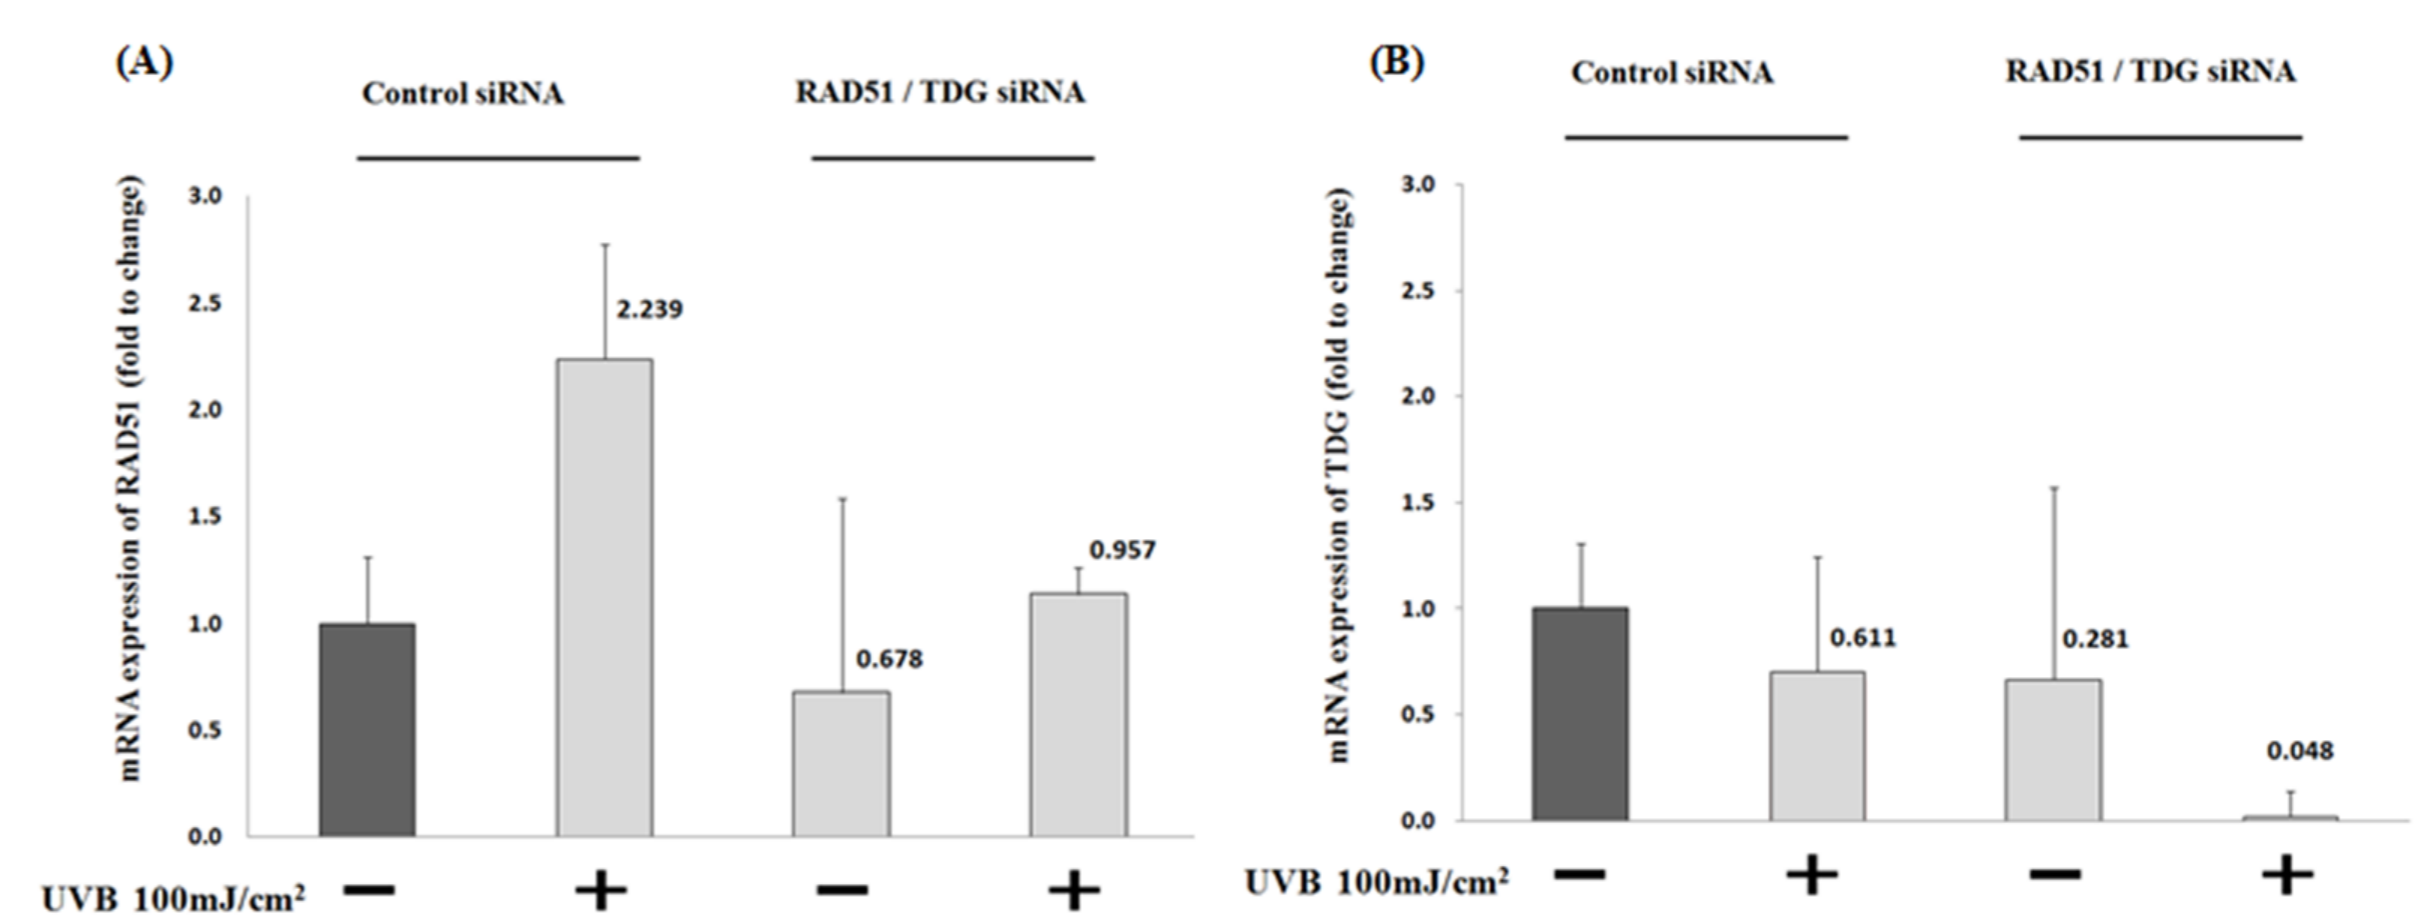 (A)
Control siRNA
RAD51 / TDG siRNA
mRNA expression of RAD51 (fold to change)
3.0
2.5
2.0
1.5
1.0
0.5
0.0
2.239
0.678
0.957
UVB 100mJ/cm² − + − +
(B)
Control siRNA
RAD51 / TDG siRNA
mRNA expression of TDG (fold to change)
3.0
2.5
2.0
1.5
1.0
0.5
0.0
0.611
0.281
0.048
UVB 100mJ/cm² − + − +